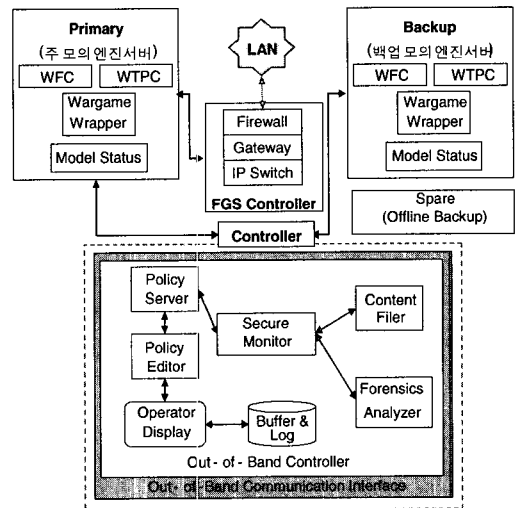 Primary
(주 모의 엔진서버)
WFC
WTPC
Wargame
Wrapper
Model Status
LAN
Firewall
Gateway
IP Switch
FGS Controller
Backup
(백업 모의 엔진서버)
WFC
WTPC
Wargame
Wrapper
Model Status
Spare
(Offline Backup)
Controller
Policy
Server
Policy
Editor
Operator
Display
Secure
Monitor
Buffer &
Log
Content
Filer
Forensics
Analyzer
Out - of - Band Controller
Out - of - Band Communication Interface